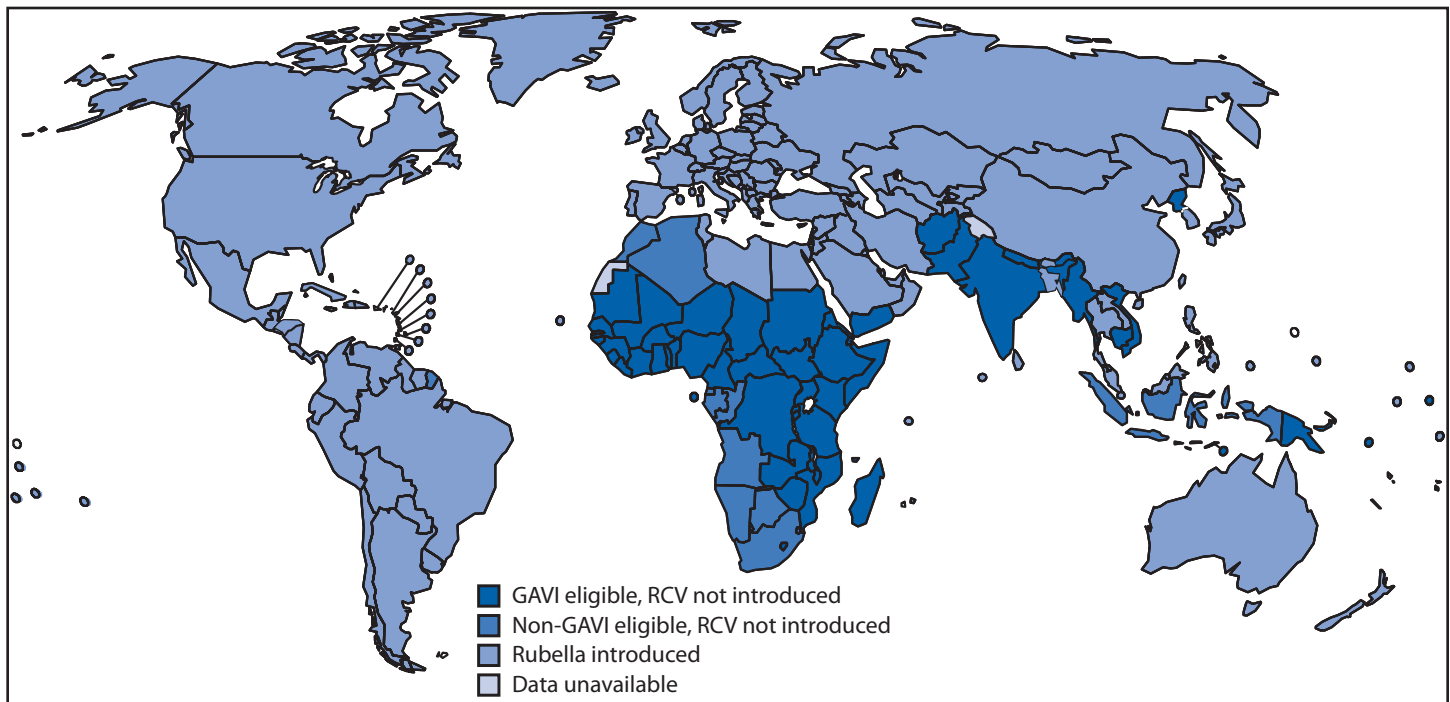 GAVI eligible, RCV not introduced
Non-GAVI eligible, RCV not introduced
Rubella introduced
Data unavailable